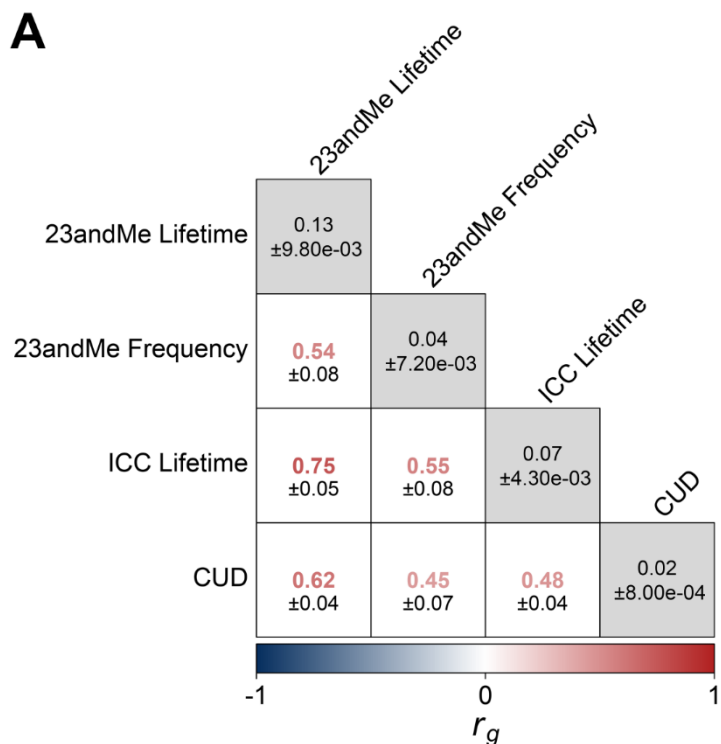 A
23andMe Lifetime
23andMe Frequency
ICC Lifetime
CUD
23andMe Lifetime
0.13
±9.80e-03
23andMe Frequency
0.54
±0.08
0.04
±7.20e-03
ICC Lifetime
0.75
±0.05
0.55
±0.08
0.07
±4.30e-03
CUD
0.62
±0.04
0.45
±0.07
0.48
±0.04
0.02
±8.00e-04
-1
0
1
rg